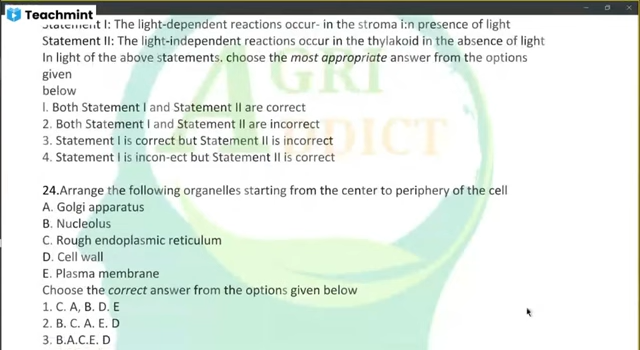 Teachmint
Statement I: The light-dependent reactions occur- in the stroma i:n presence of light
Statement II: The light-independent reactions occur in the thylakoid in the absence of light
In light of the above statements. choose the most appropriate answer from the options
given
below
l. Both Statement I and Statement II are correct
2. Both Statement I and Statement II are incorrect
3. Statement I is correct but Statement II is incorrect
4. Statement I is incon-ect but Statement II is correct
AGRI
ADDICT
24.Arrange the following organelles starting from the center to periphery of the cell
A. Golgi apparatus
B. Nucleolus
C. Rough endoplasmic reticulum
D. Cell wall
E. Plasma membrane
Choose the correct answer from the options given below
1. C. A, B. D. E
2. B. C. A. E. D
3. B.A.C.E. D